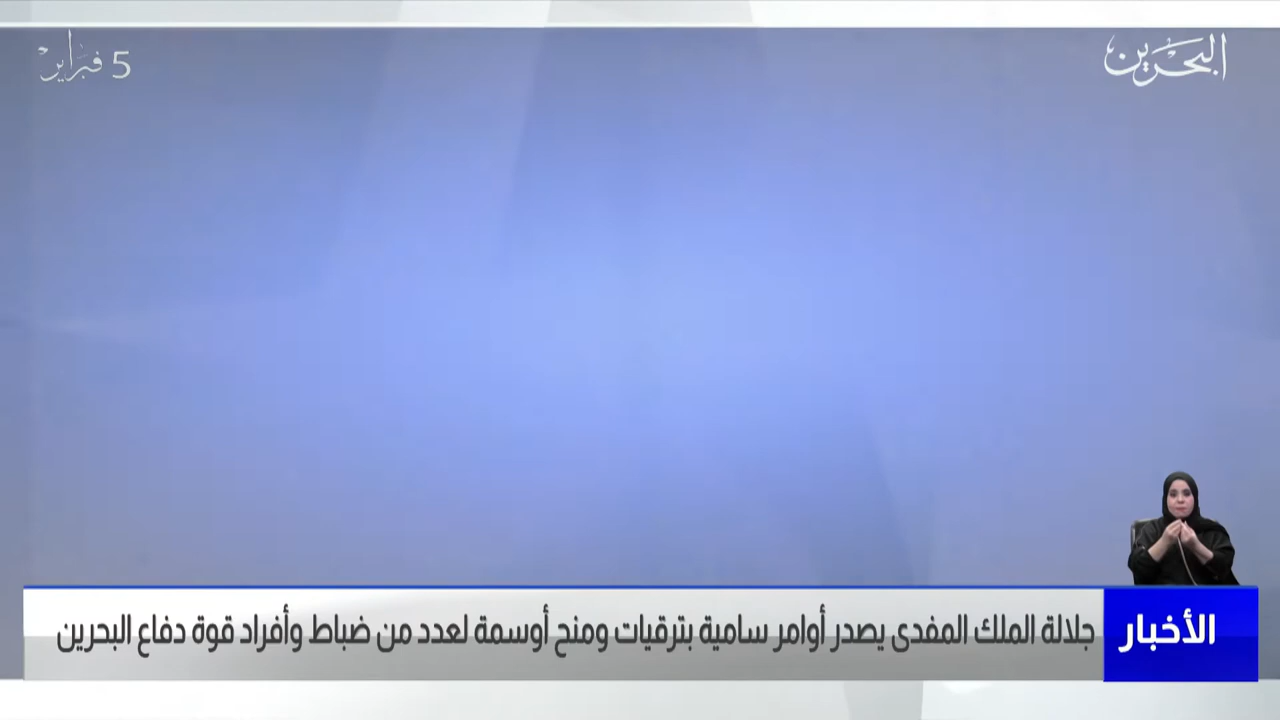 البحرين
5 فبراير
الأخبار
جلالة الملك المفدى يصدر أوامر سامية بترقيات ومنح أوسمة لعدد من ضباط وأفراد قوة دفاع البحرين